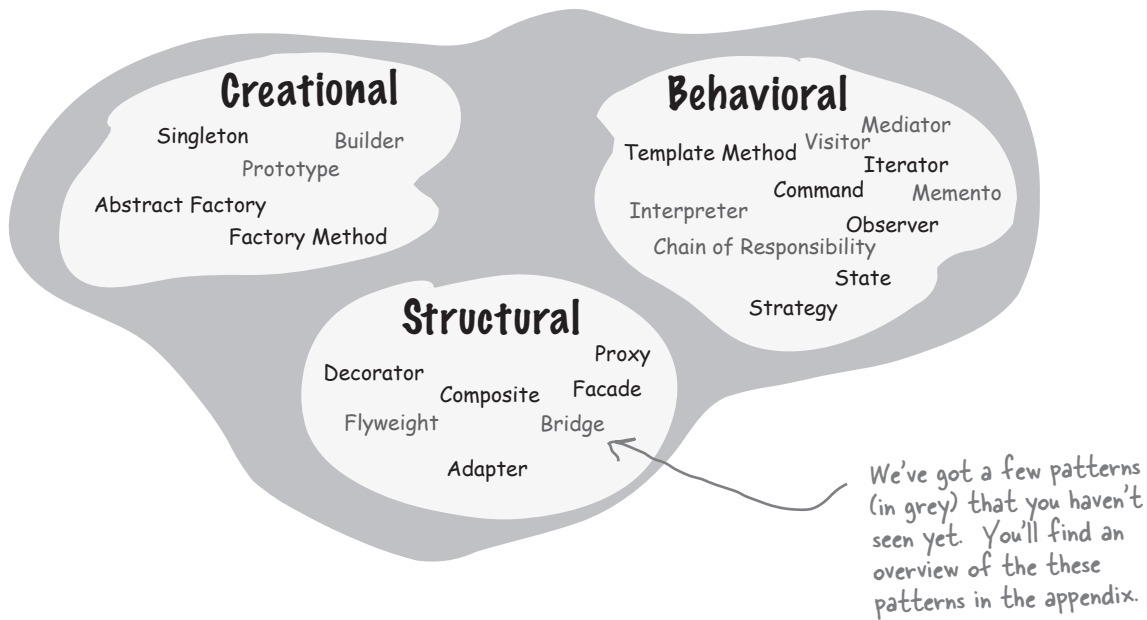 Creational
Singleton
Builder
Prototype
Abstract Factory
Factory Method
Behavioral
Mediator
Visitor
Template Method
Iterator
Command
Memento
Interpreter
Observer
Chain of Responsibility
State
Strategy
Structural
Proxy
Decorator
Composite
Facade
Flyweight
Bridge
Adapter
We've got a few patterns
(in grey) that you haven't
seen yet. You'll find an
overview of the these
patterns in the appendix.